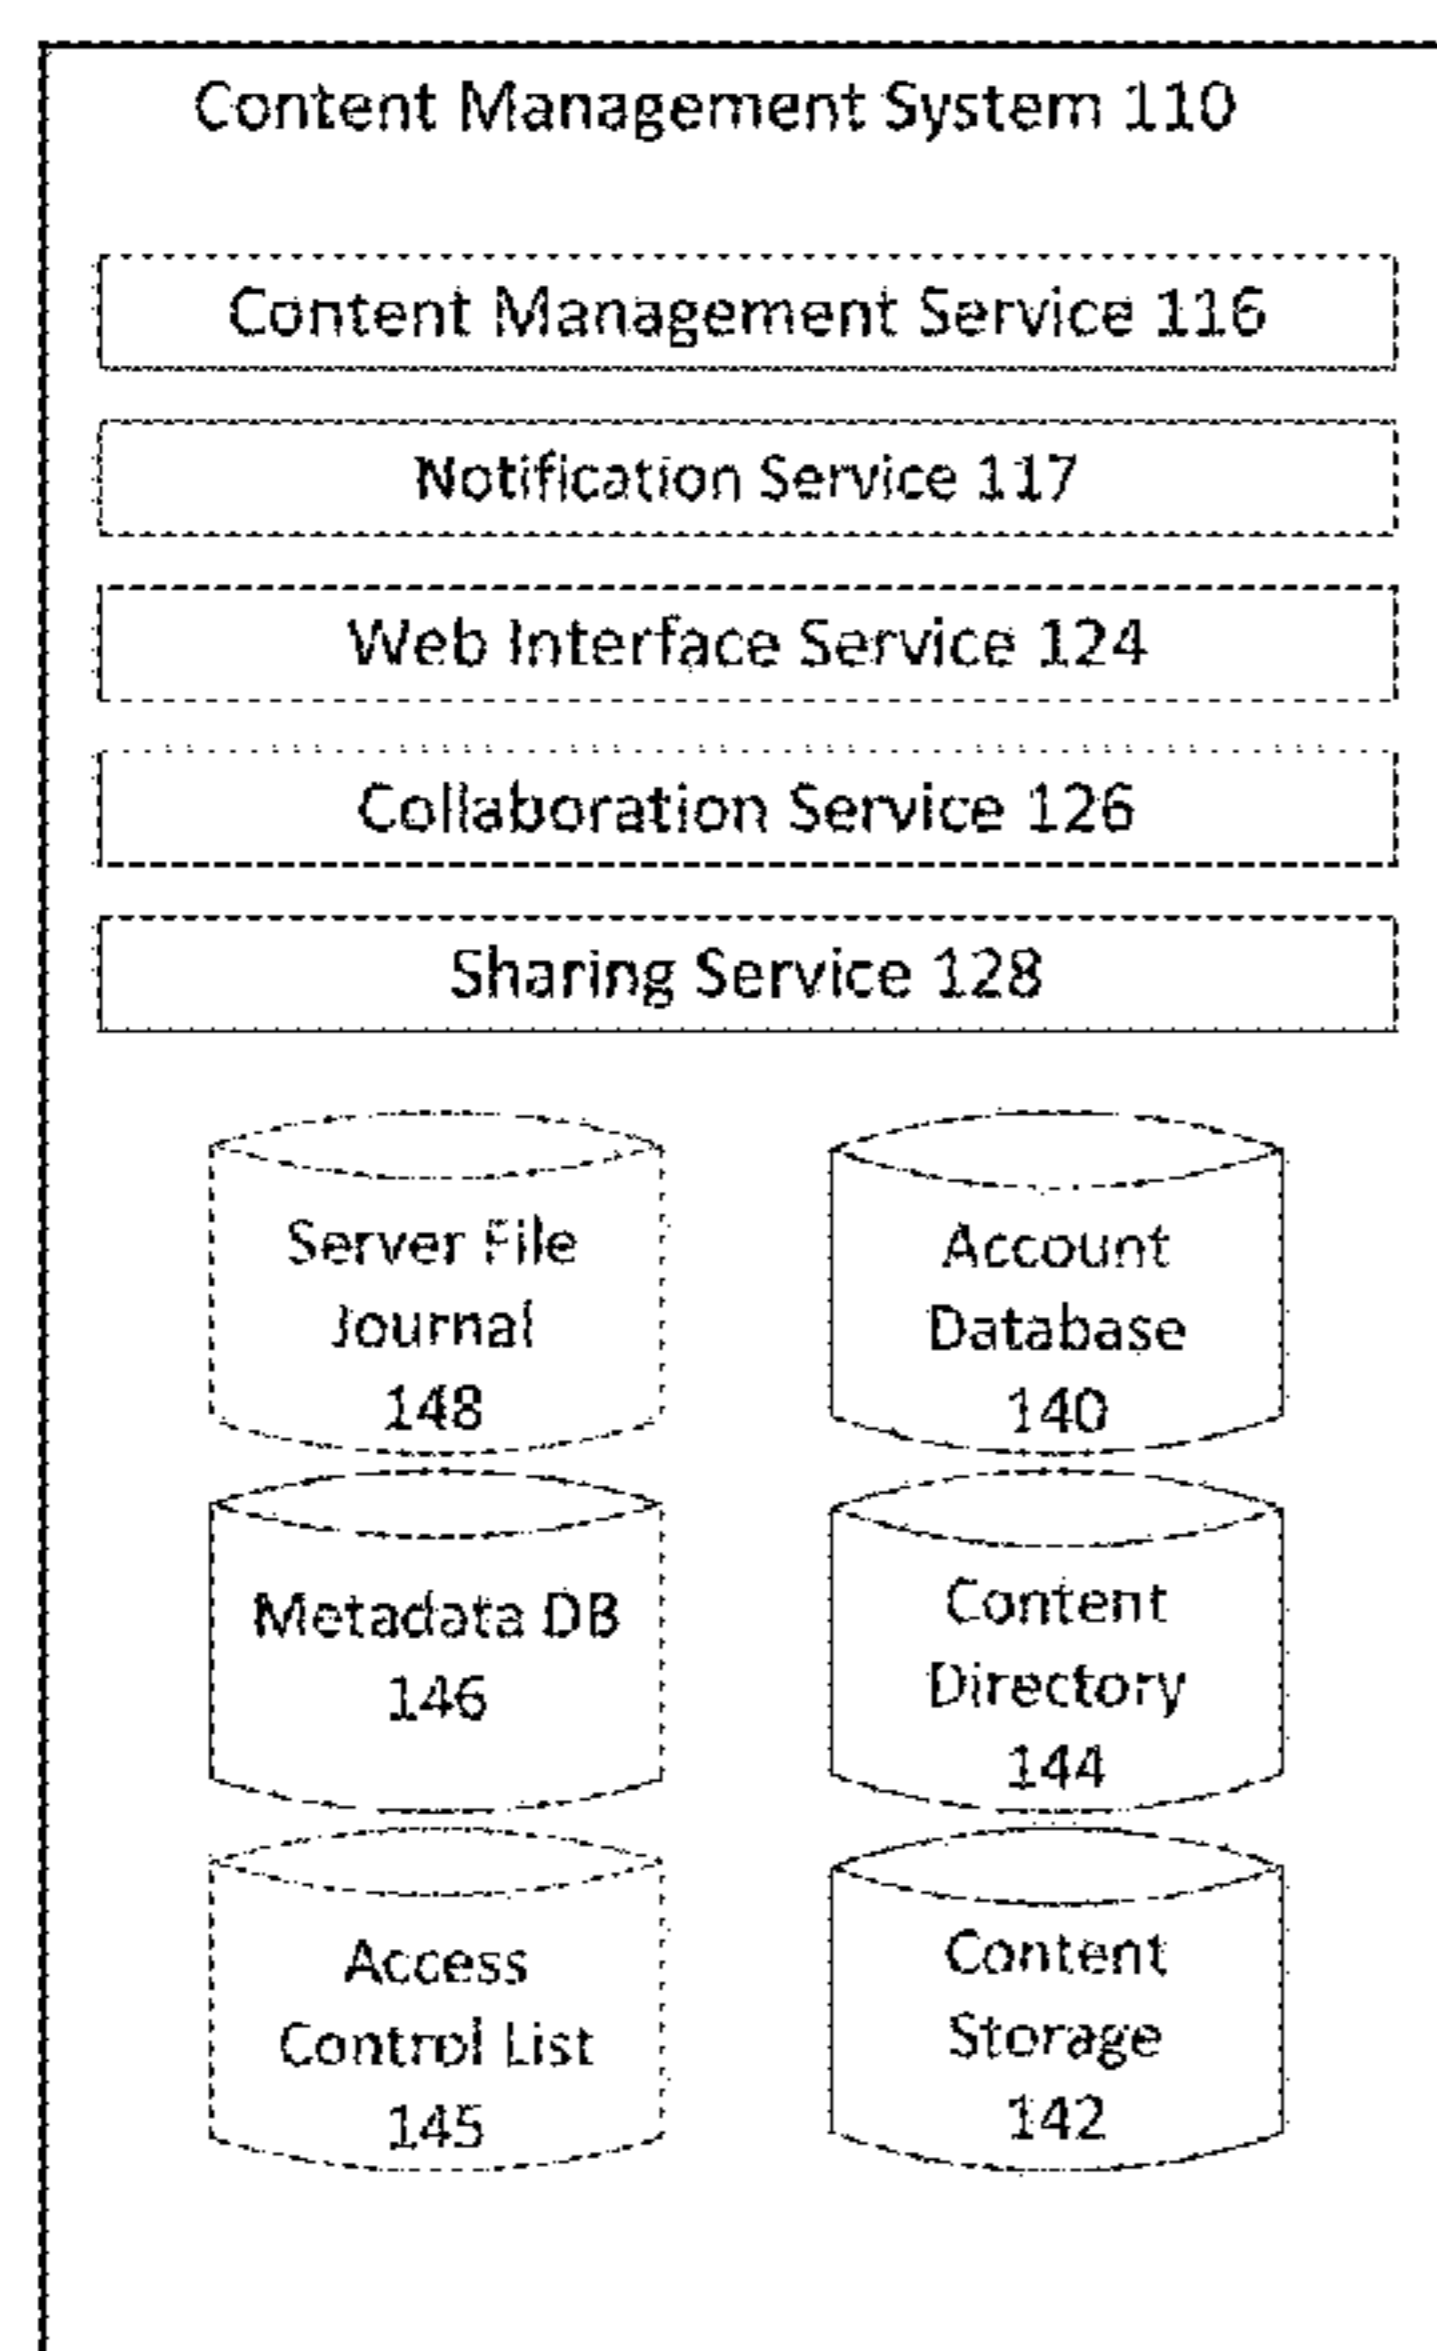 Content Management System 110
Content Management Service 116
Notification Service 117
Web Interface Service 124
Collaboration Service 126
Sharing Service 128
Server File
Journal
148
Account
Database
140
Metadata DB
146
Content
Directory
144
Access
Control List
145
Content
Storage
142